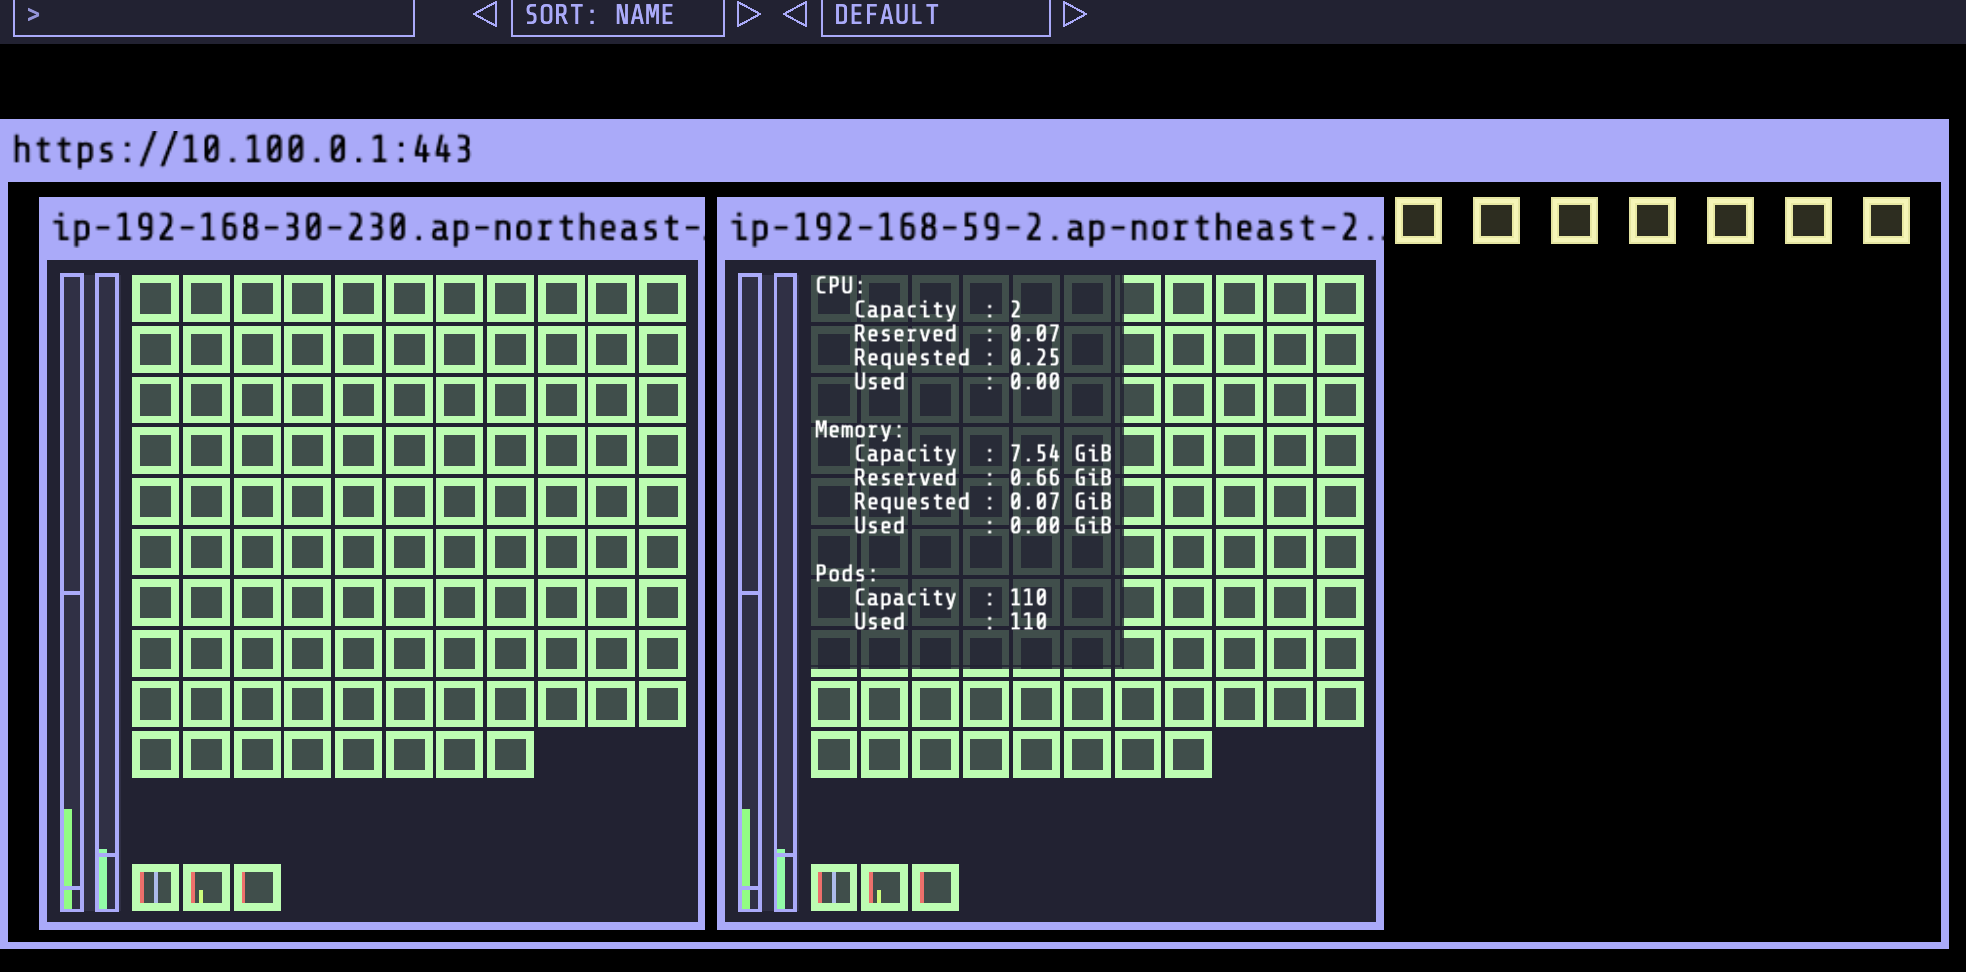 >
SORT: NAME
DEFAULT
https://10.100.0.1:443
ip-192-168-30-230.ap-northeast-
ip-192-168-59-2.ap-northeast-2..
CPU:
Capacity : 2
Reserved : 0.07
Requested : 0.25
Used : 0.00
Memory:
Capacity : 7.54 GiB
Reserved : 0.66 GiB
Requested : 0.07 GiB
Used : 0.00 GiB
Pods:
Capacity : 110
Used : 110